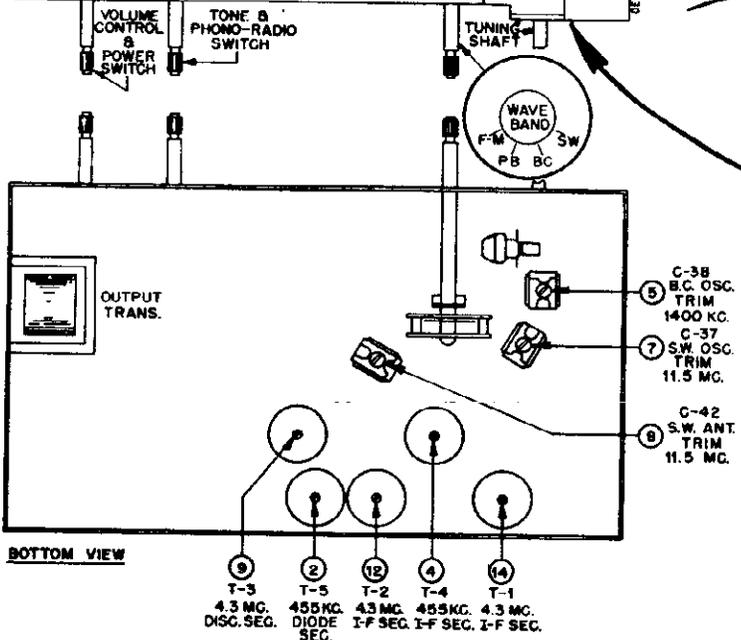 VOLUME
CONTROL
&
POWER
SWITCH
TONE &
PHONO-RADIO
SWITCH
TUNING
SHAFT
WAVE
BAND
F-M
PB
BC
SW
OUTPUT
TRANS.
5
C-38
B.C. OSC.
TRIM
1400 KC.
7
C-37
S.W. OSC.
TRIM
11.5 MC.
8
C-42
S.W. ANT.
TRIM
11.5 MC.
BOTTOM VIEW
9
T-3
4.3 MC.
DISC. SEC.
2
T-5
455 KC.
DIODE
SEC.
12
T-2
4.3 MC.
I-F SEC.
4
T-4
455 KC.
I-F SEC.
14
T-1
4.3 MC.
I-F SEC.